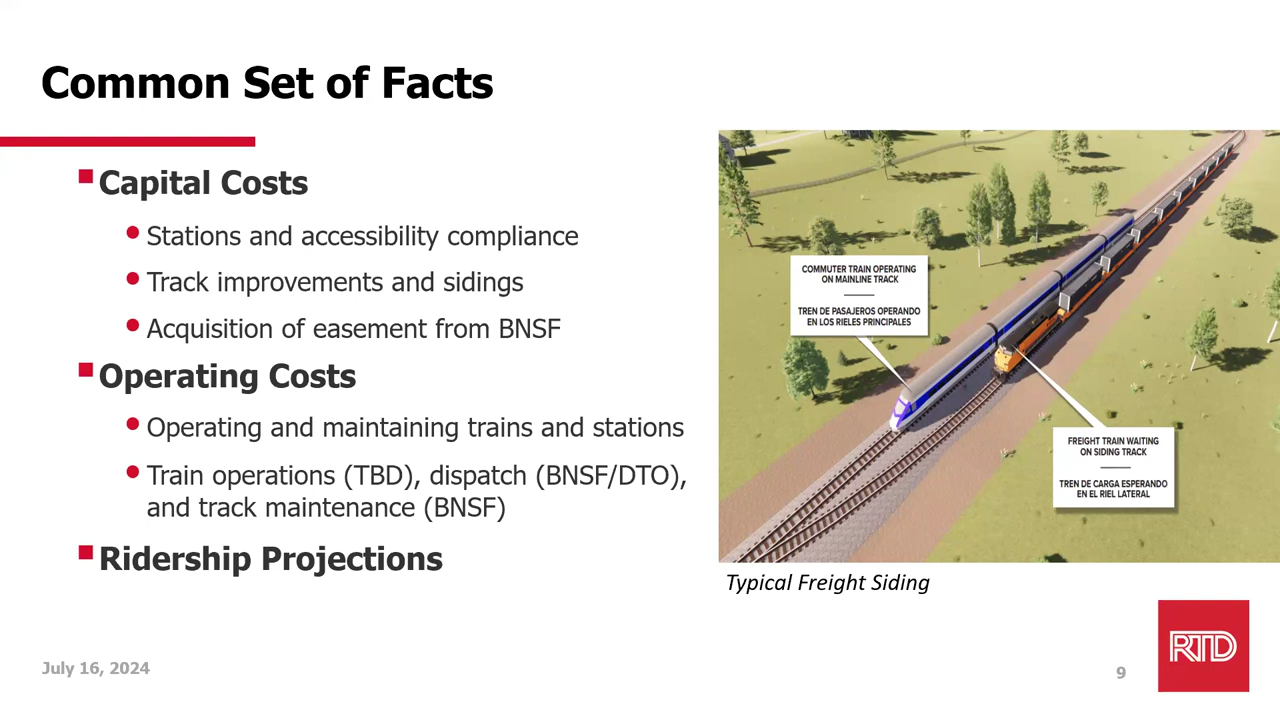 Common Set of Facts
Capital Costs
Stations and accessibility compliance
Track improvements and sidings
Acquisition of easement from BNSF
Operating Costs
Operating and maintaining trains and stations
Train operations (TBD), dispatch (BNSF/DTO),
and track maintenance (BNSF)
Ridership Projections
COMMUTER TRAIN OPERATING
ON MAINLINE TRACK
TREN DE PASAJEROS OPERANDO
EN LOS RIELES PRINCIPALES
FREIGHT TRAIN WAITING
ON SIDING TRACK
TREN DE CARGA ESPERANDO
EN EL RIEL LATERAL
Typical Freight Siding
July 16, 2024
9
RTD